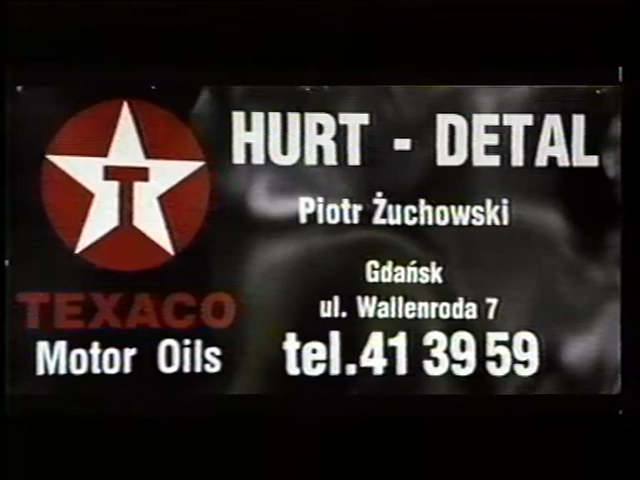 HURT - DETAL
Piotr Żuchowski
Gdańsk
ul. Wallenroda 7
tel.41 39 59
T
TEXACO
Motor Oils